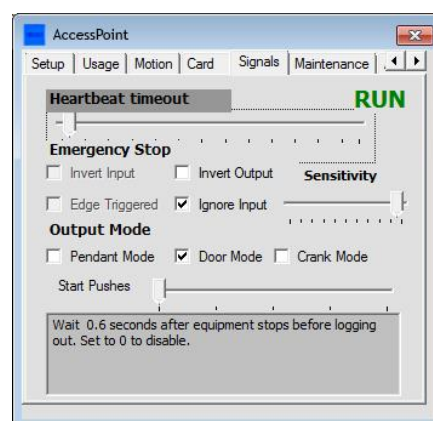 AccessPoint
Setup Usage Motion Card Signals Maintenance
Heartbeat timeout RUN
Emergency Stop
Invert Input Invert Output Sensitivity
Edge Triggered Ignore Input
Output Mode
Pendant Mode Door Mode Crank Mode
Start Pushes
Wait 0.6 seconds after equipment stops before logging
out. Set to 0 to disable.